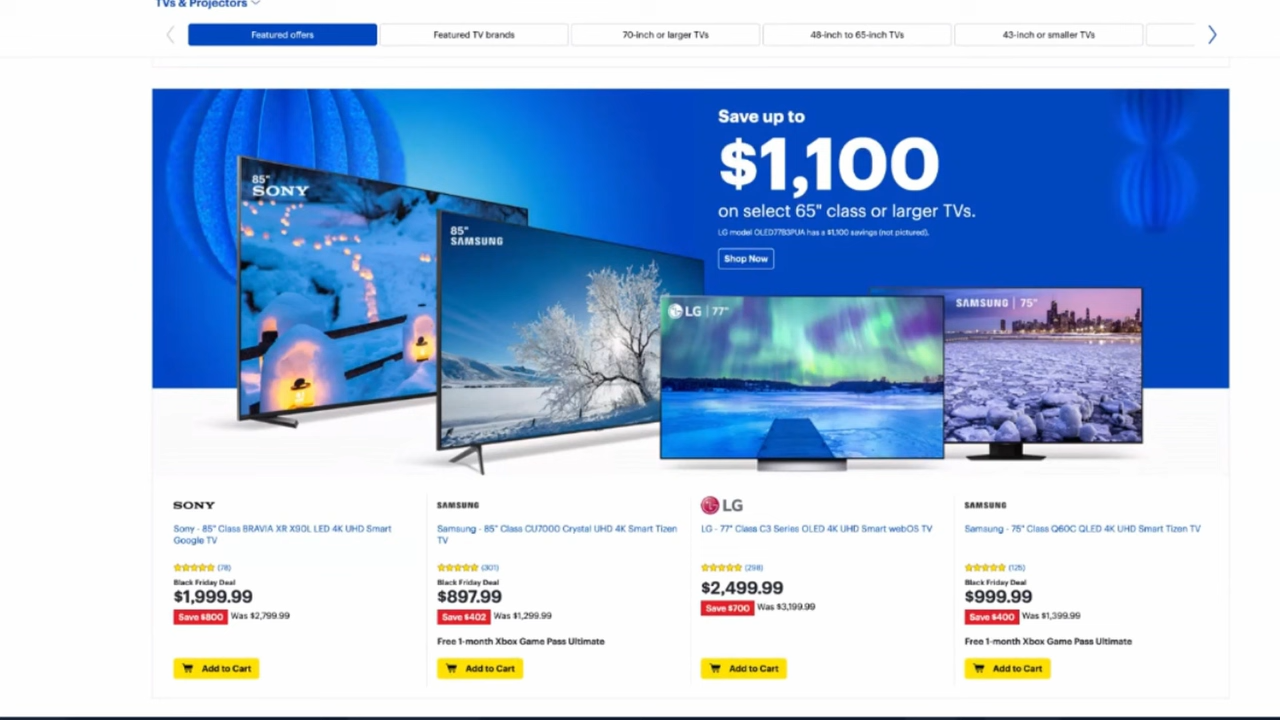 TVs & Projectors
Featured offers
Featured TV brands
70-inch or larger TVs
48-inch to 65-inch TVs
43-inch or smaller TVs
Save up to
$1,100
on select 65" class or larger TVs.
LG model OLED77B3PUA has a $1,100 savings (not pictured).
Shop Now
85"
SONY
85"
SAMSUNG
LG | 77"
SAMSUNG | 75"
SONY
Sony - 85" Class BRAVIA XR X90L LED 4K UHD Smart
Google TV
(78)
Black Friday Deal
$1,999.99
Save $800 Was $2,799.99
Add to Cart
SAMSUNG
Samsung - 85" Class CU7000 Crystal UHD 4K Smart Tizen
TV
(301)
Black Friday Deal
$897.99
Save $402 Was $1,299.99
Free 1-month Xbox Game Pass Ultimate
Add to Cart
LG
LG - 77" Class C3 Series OLED 4K UHD Smart webOS TV
(298)
$2,499.99
Save $700 Was $3,199.99
Add to Cart
SAMSUNG
Samsung - 75" Class Q60C QLED 4K UHD Smart Tizen TV
(125)
Black Friday Deal
$999.99
Save $400 Was $1,399.99
Free 1-month Xbox Game Pass Ultimate
Add to Cart